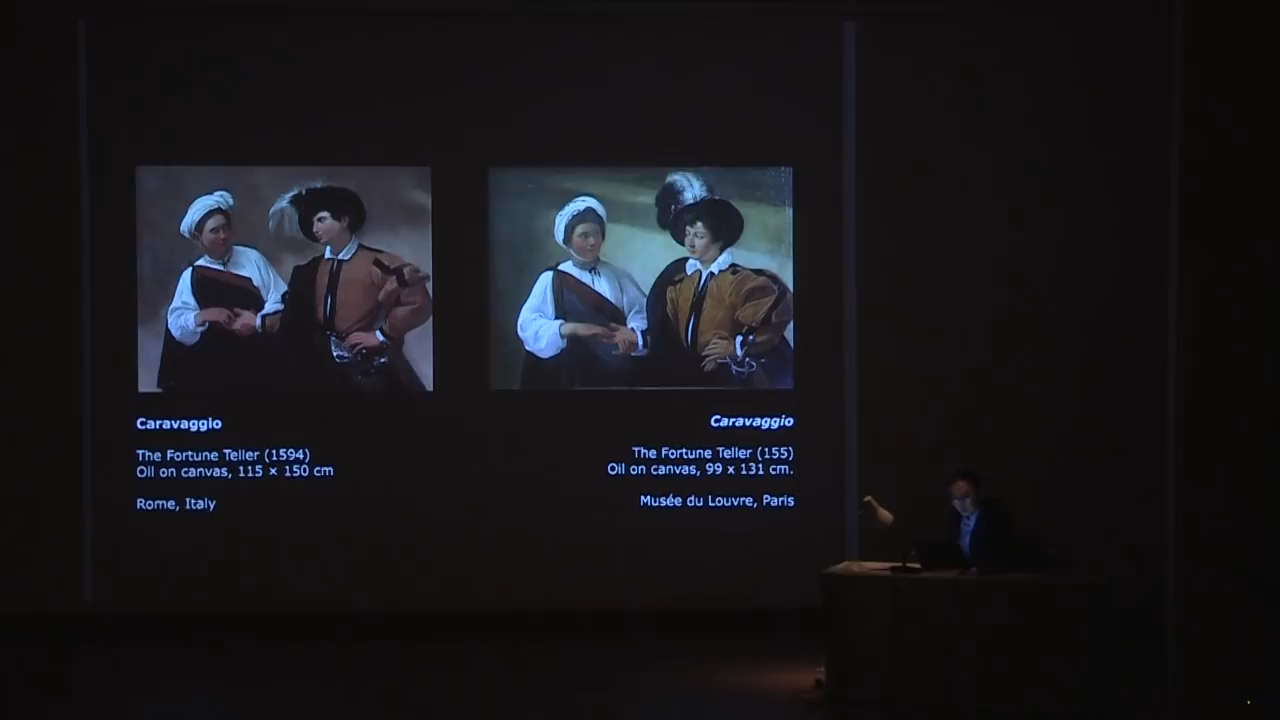 Caravaggio
The Fortune Teller (1594)
Oil on canvas, 115 × 150 cm
Rome, Italy
Caravaggio
The Fortune Teller (155)
Oil on canvas, 99 x 131 cm.
Musée du Louvre, Paris